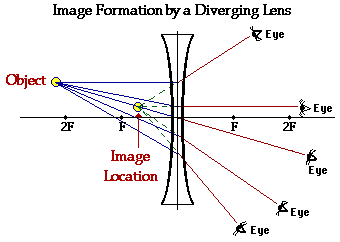 Image Formation by a Diverging Lens
Eye
Object
Eye
2F
F
F
2F
Image
Location
Eye
Eye
Eye